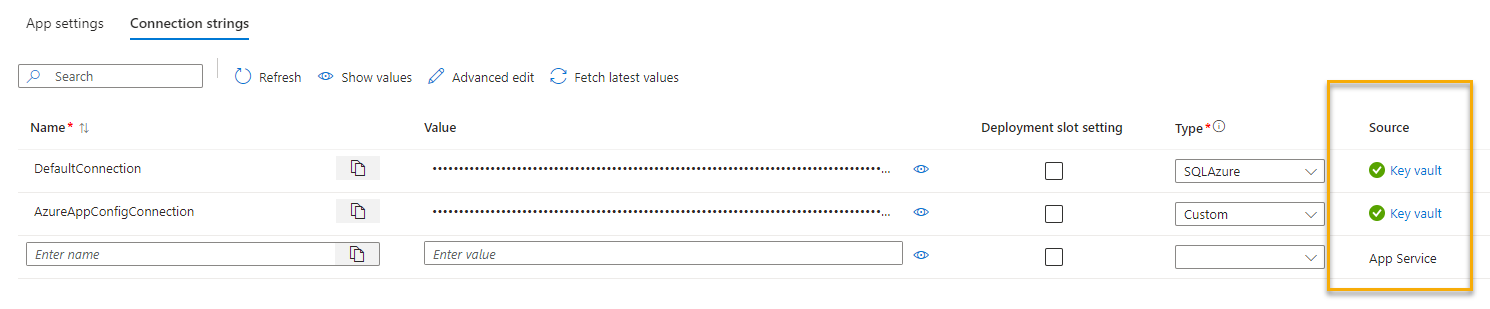 App settings Connection strings
Search Refresh Show values Advanced edit Fetch latest values
Name* Value Deployment slot setting Type* Source
DefaultConnection ••••••••••••••••••••••••••••••••••••••••••••••••••••••••••••••••••••••••••••••••••••••... SQLAzure Key vault
AzureAppConfigConnection ••••••••••••••••••••••••••••••••••••••••••••••••••••••••••••••••••••••••••••••••••••••... Custom Key vault
Enter name Enter value App Service